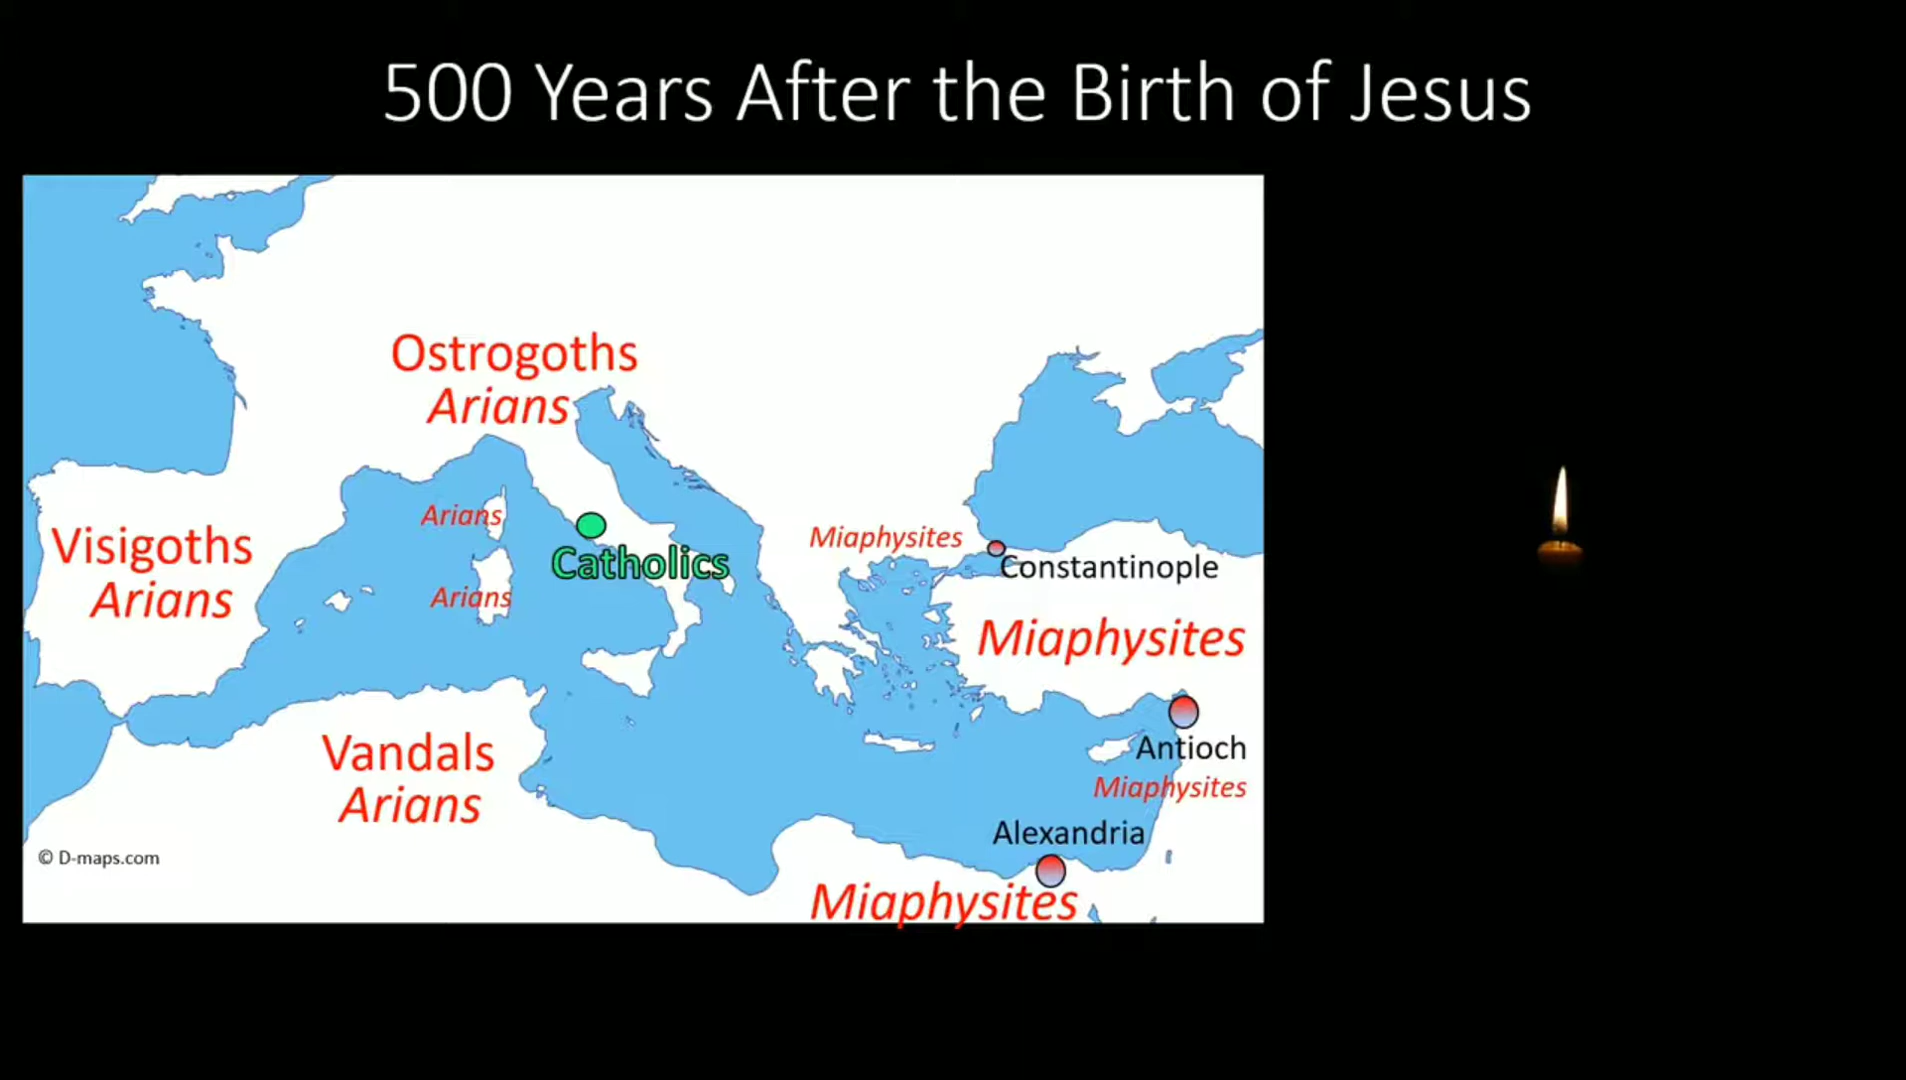 500 Years After the Birth of Jesus
Ostrogoths
Arians
Visigoths
Arians
Arians
Arians
Catholics
Miaphysites
Constantinople
Miaphysites
Vandals
Arians
Antioch
Miaphysites
Alexandria
Miaphysites
© D-maps.com